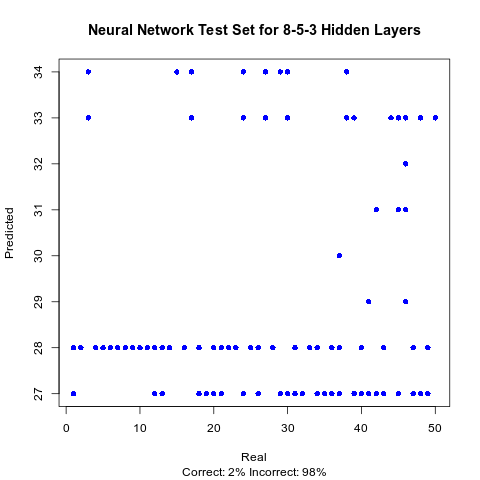 Neural Network Test Set for 8-5-3 Hidden Layers
Predicted
34
33
32
31
30
29
28
27
0 10 20 30 40 50
Real
Correct: 2% Incorrect: 98%